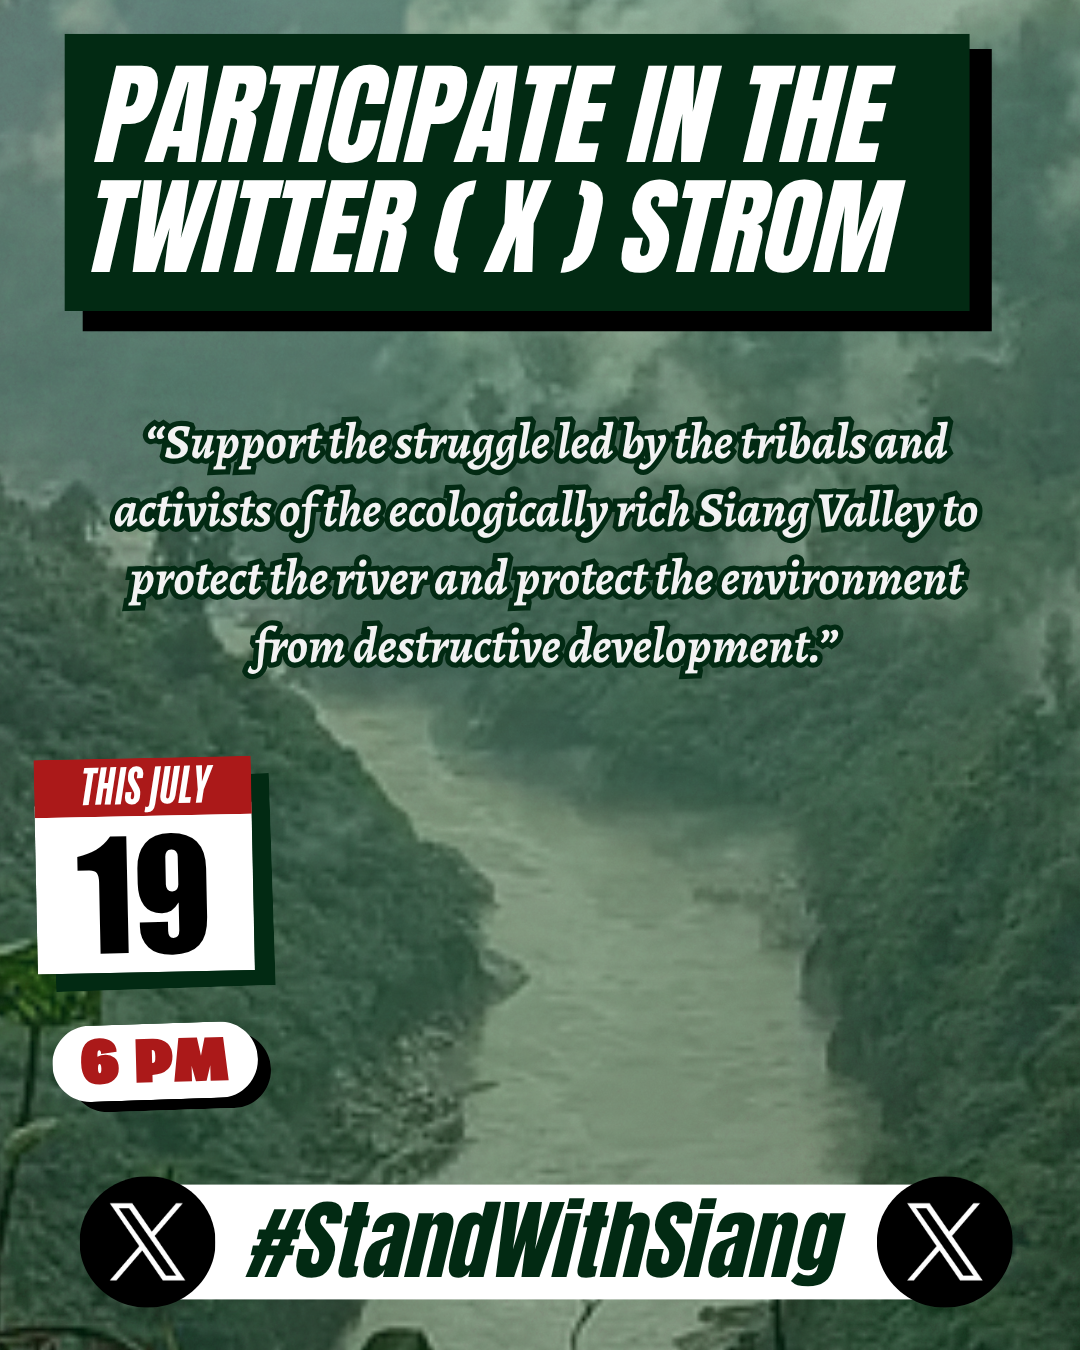 PARTICIPATE IN THE
TWITTER ( X ) STROM
“Support the struggle led by the tribals and
activists of the ecologically rich Siang Valley to
protect the river and protect the environment
from destructive development.”
THIS JULY
19
6 PM
#StandWithSiang